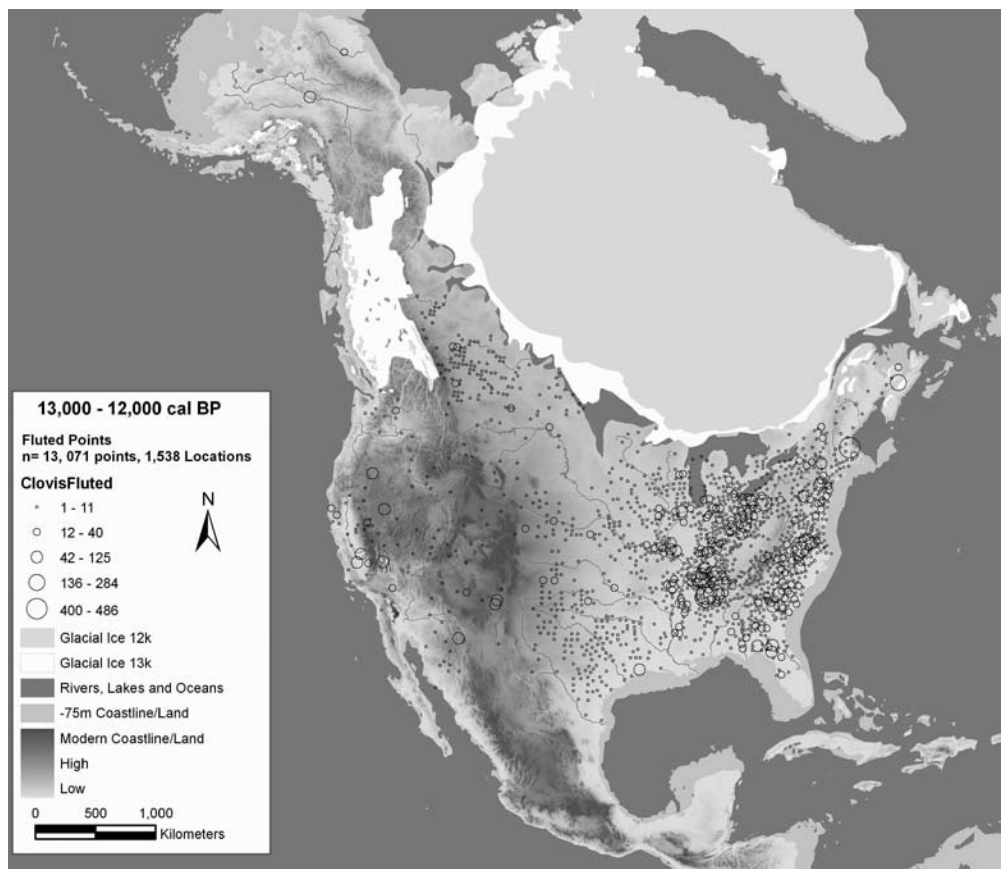 13,000 - 12,000 cal BP
Fluted Points
n= 13, 071 points, 1,538 Locations
ClovisFluted
1 - 11
12 - 40
42 - 125
136 - 284
400 - 486
Glacial Ice 12k
Glacial Ice 13k
Rivers, Lakes and Oceans
-75m Coastline/Land
Modern Coastline/Land
High
Low
N
0 500 1,000
Kilometers